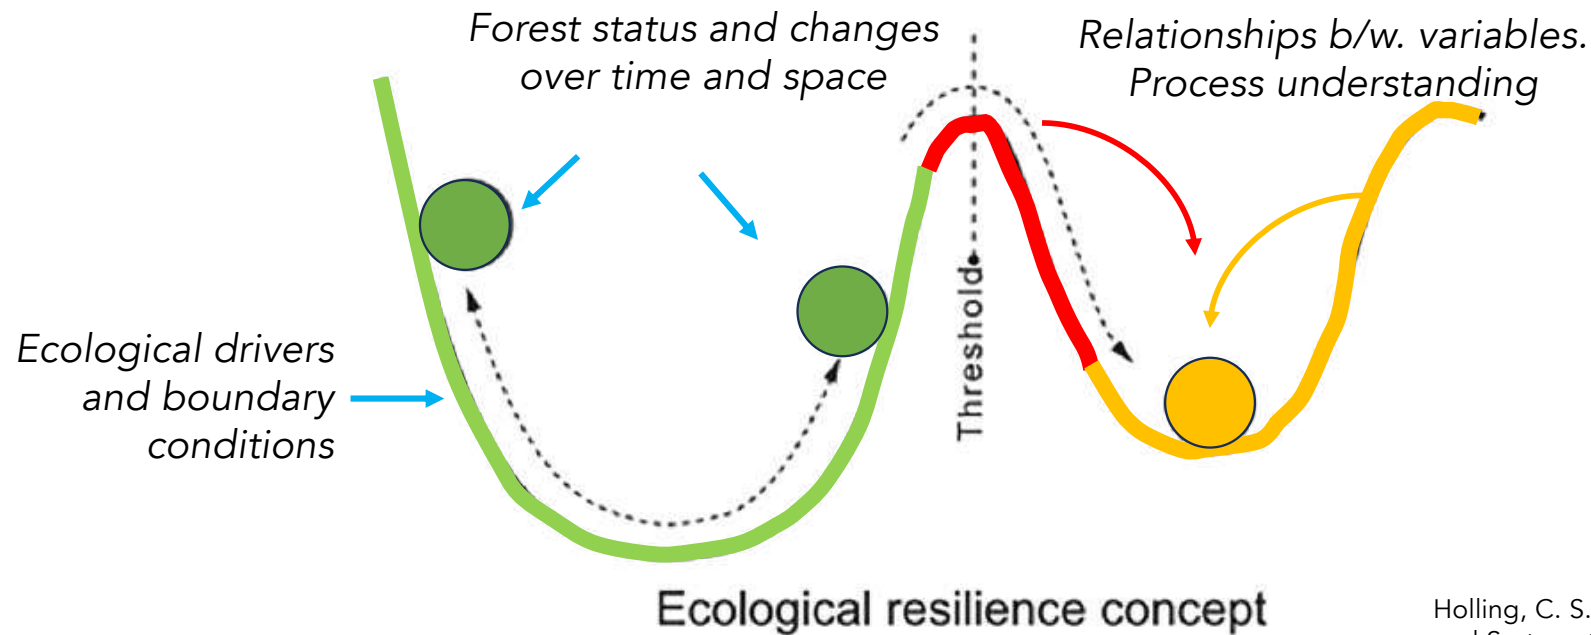 Forest status and changes
over time and space
Relationships b/w. variables.
Process understanding
Ecological drivers
and boundary
conditions
Threshold
Ecological resilience concept
Holling, C. S.